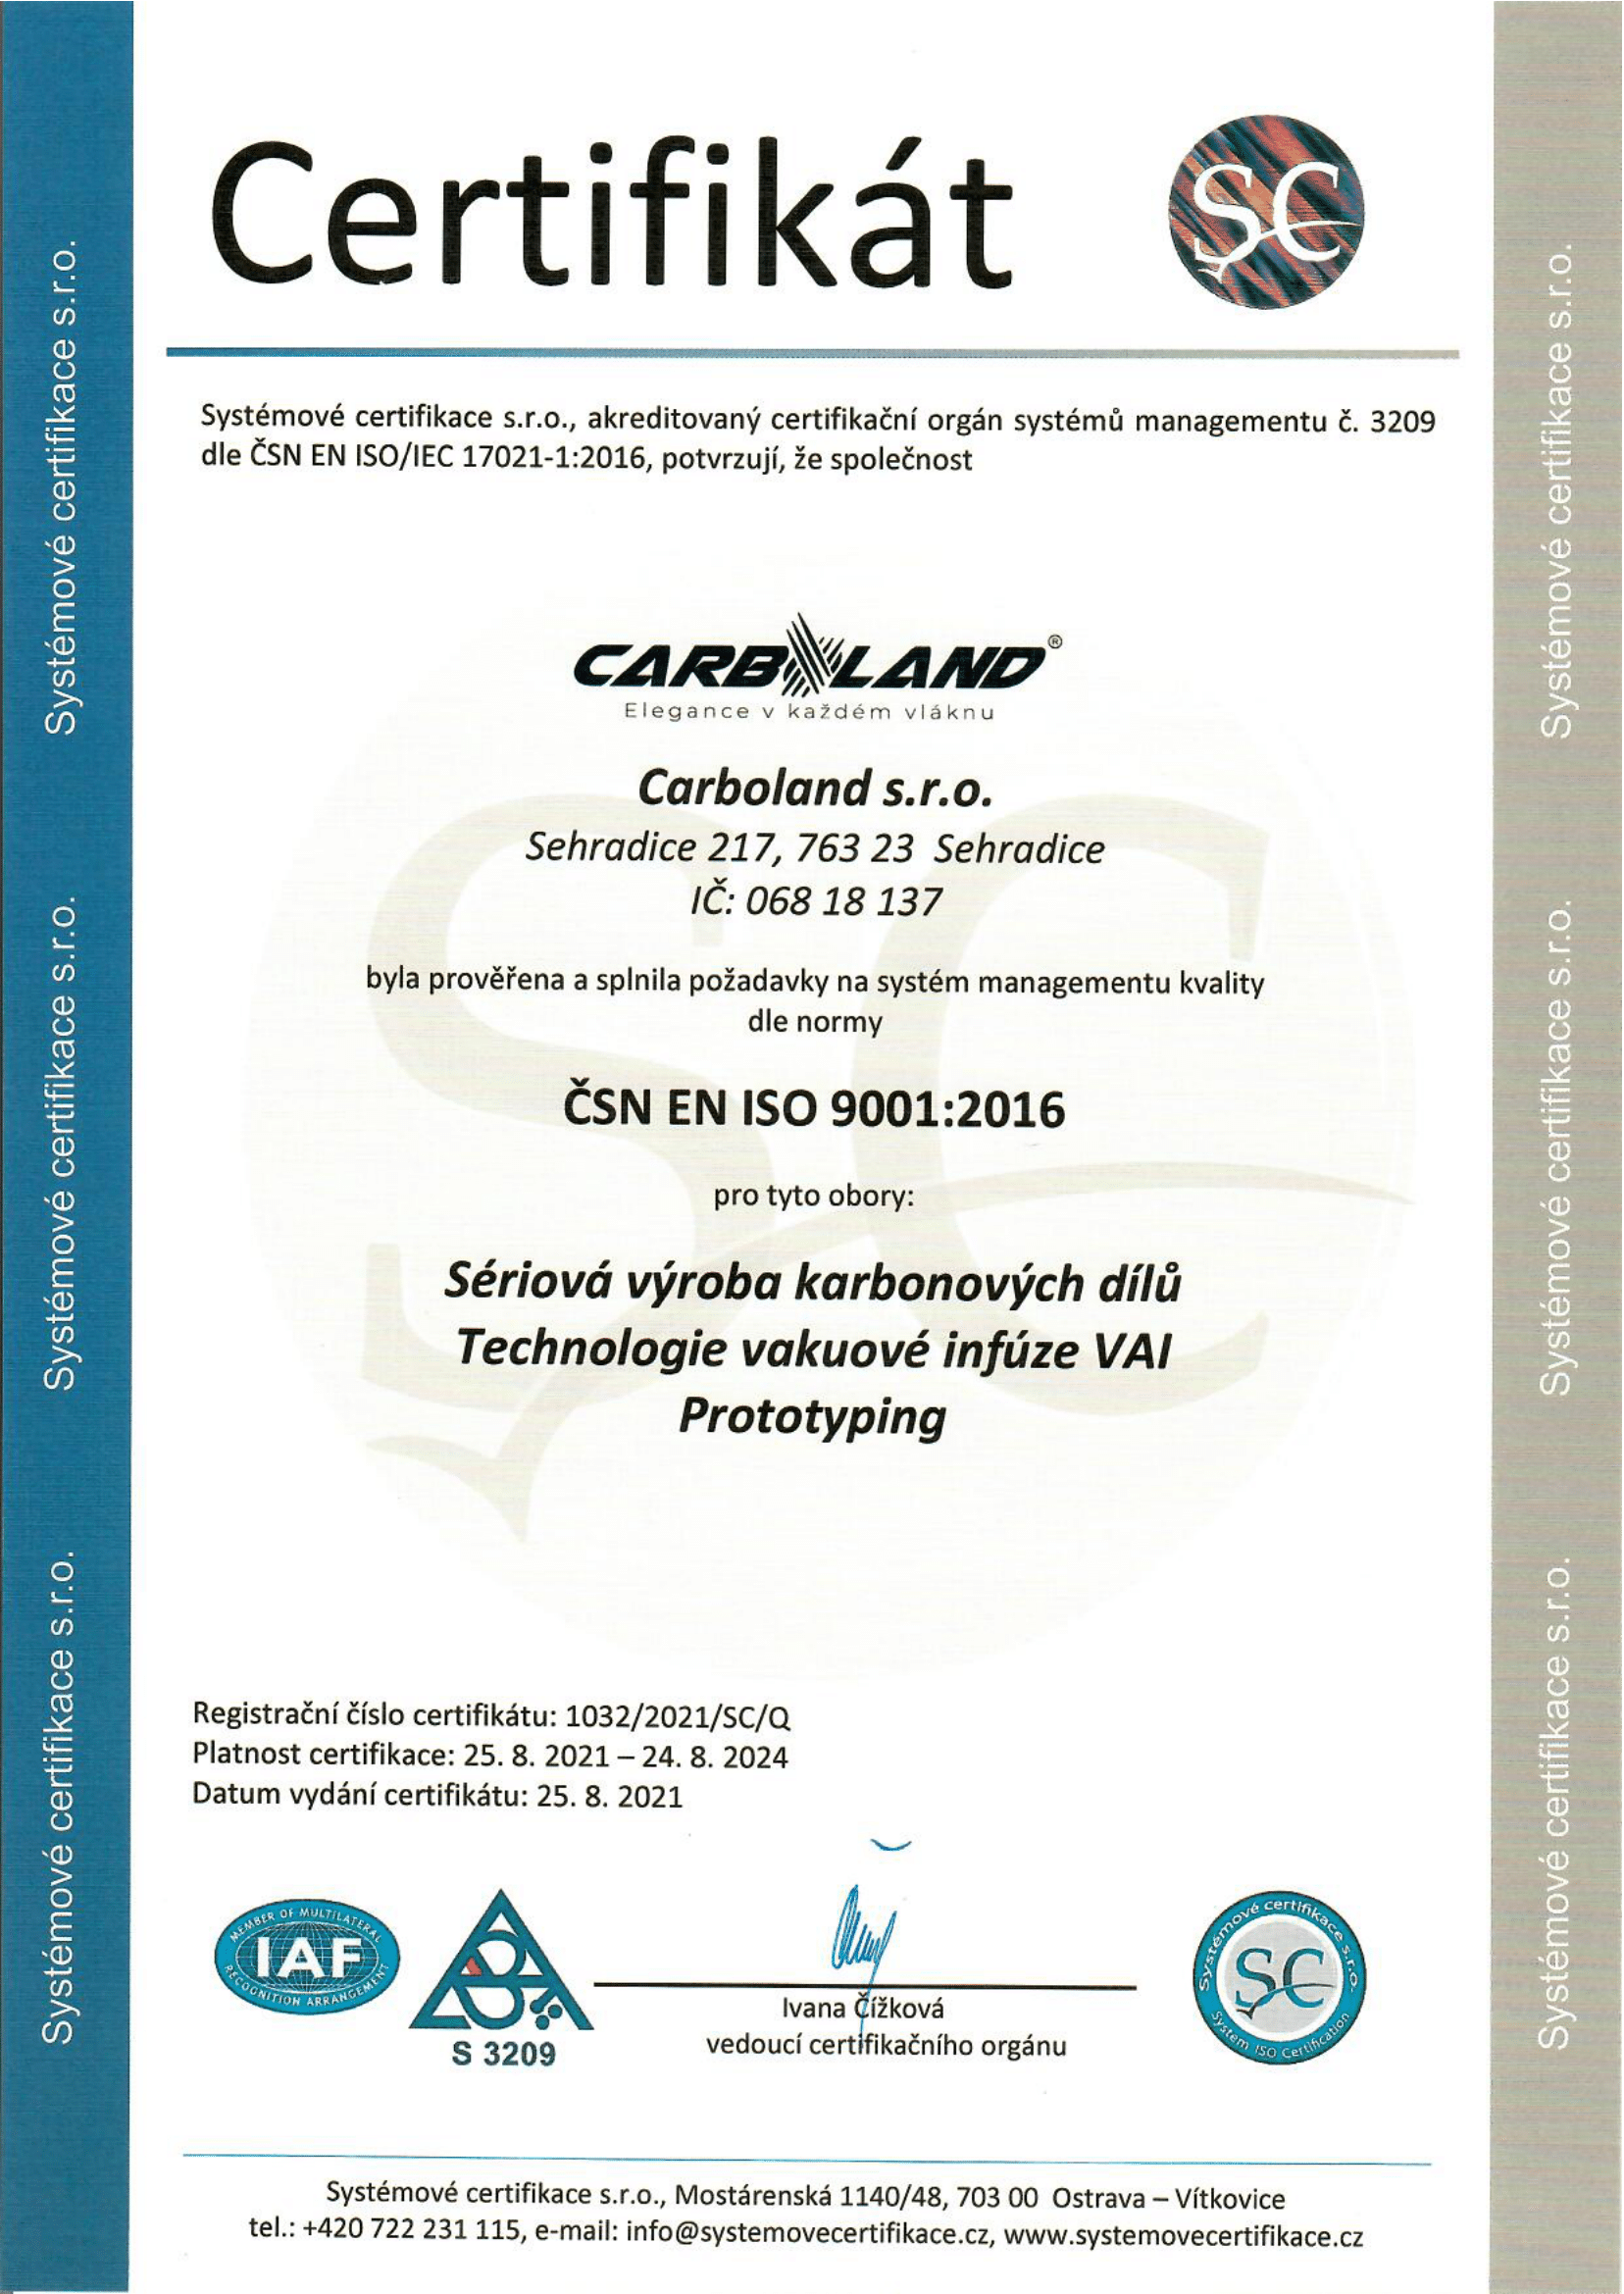 Certifikát
SC
Systémové certifikace s.r.o., akreditovaný certifikační orgán systémů managementu č. 3209
dle ČSN EN ISO/IEC 17021-1:2016, potvrzují, že společnost
CARBOLAND®
Elegance v každém vláknu
Carboland s.r.o.
Sehradice 217, 763 23 Sehradice
IČ: 068 18 137
byla prověřena a splnila požadavky na systém managementu kvality
dle normy
ČSN EN ISO 9001:2016
pro tyto obory:
Sériová výroba karbonových dílů
Technologie vakuové infúze VAI
Prototyping
Registrační číslo certifikátu: 1032/2021/SC/Q
Platnost certifikace: 25. 8. 2021 – 24. 8. 2024
Datum vydání certifikátu: 25. 8. 2021
MEMBER OF MULTILATERAL
IAF
RECOGNITION ARRANGEMENT
S 3209
Ivana Čížková
vedoucí certifikačního orgánu
Systémové certifikace s.r.o.
SC
System ISO Certification
Systémové certifikace s.r.o., Mostárenská 1140/48, 703 00 Ostrava – Vítkovice
tel.: +420 722 231 115, e-mail: info@systemovecertifikace.cz, www.systemovecertifikace.cz
Systémové certifikace s.r.o.
Systémové certifikace s.r.o.
Systémové certifikace s.r.o.
Systémové certifikace s.r.o.
Systémové certifikace s.r.o.
Systémové certifikace s.r.o.